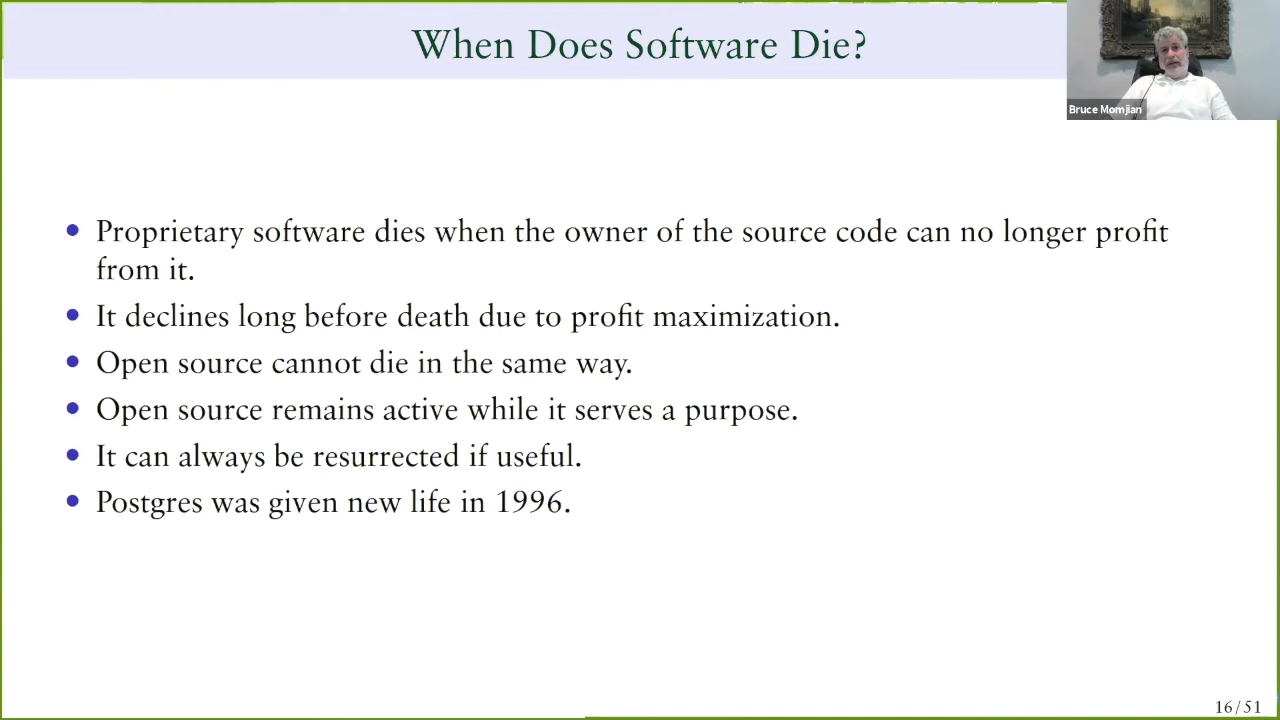 When Does Software Die?
Bruce Momjian
• Proprietary software dies when the owner of the source code can no longer profit
from it.
• It declines long before death due to profit maximization.
• Open source cannot die in the same way.
• Open source remains active while it serves a purpose.
• It can always be resurrected if useful.
• Postgres was given new life in 1996.
16/51